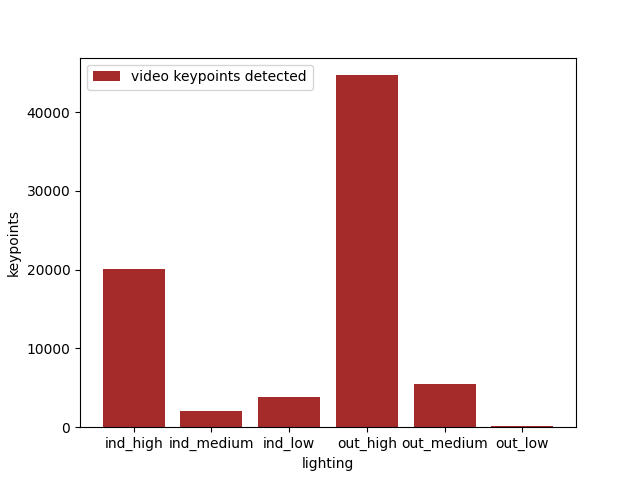 video keypoints detected
40000
30000
20000
10000
0
keypoints
ind_high ind_medium ind_low out_high out_medium out_low
lighting